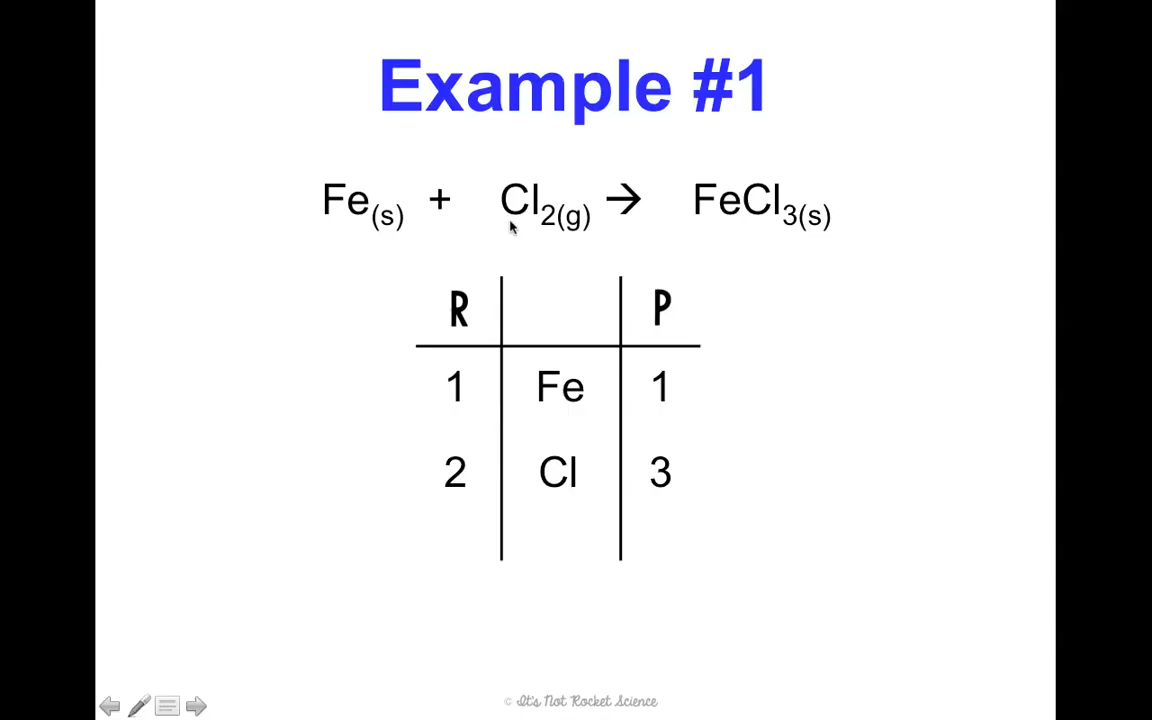 Example #1
Fe(s) + Cl2(g) → FeCl3(s)
R P
1 Fe 1
2 Cl 3
© It's Not Rocket Science